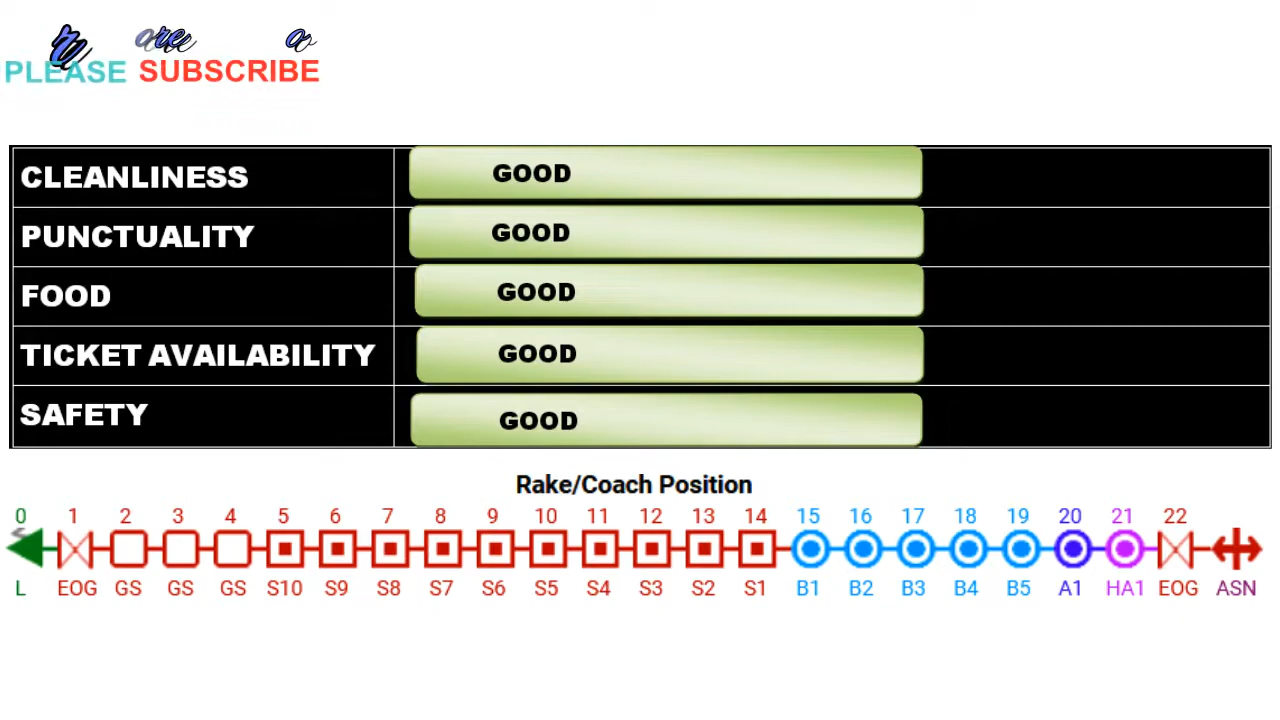 are a
PLEASE SUBSCRIBE
CLEANLINESS GOOD
PUNCTUALITY GOOD
FOOD GOOD
TICKET AVAILABILITY GOOD
SAFETY GOOD
Rake/Coach Position
0 1 2 3 4 5 6 7 8 9 10 11 12 13 14 15 16 17 18 19 20 21 22
L EOG GS GS GS S10 S9 S8 S7 S6 S5 S4 S3 S2 S1 B1 B2 B3 B4 B5 A1 HA1 EOG ASN